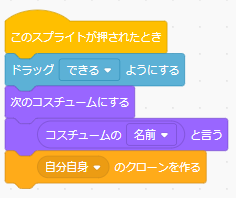 このスプライトが押されたとき
ドラッグ できる ようにする
次のコスチュームにする
コスチュームの 名前 と言う
自分自身 のクローンを作る